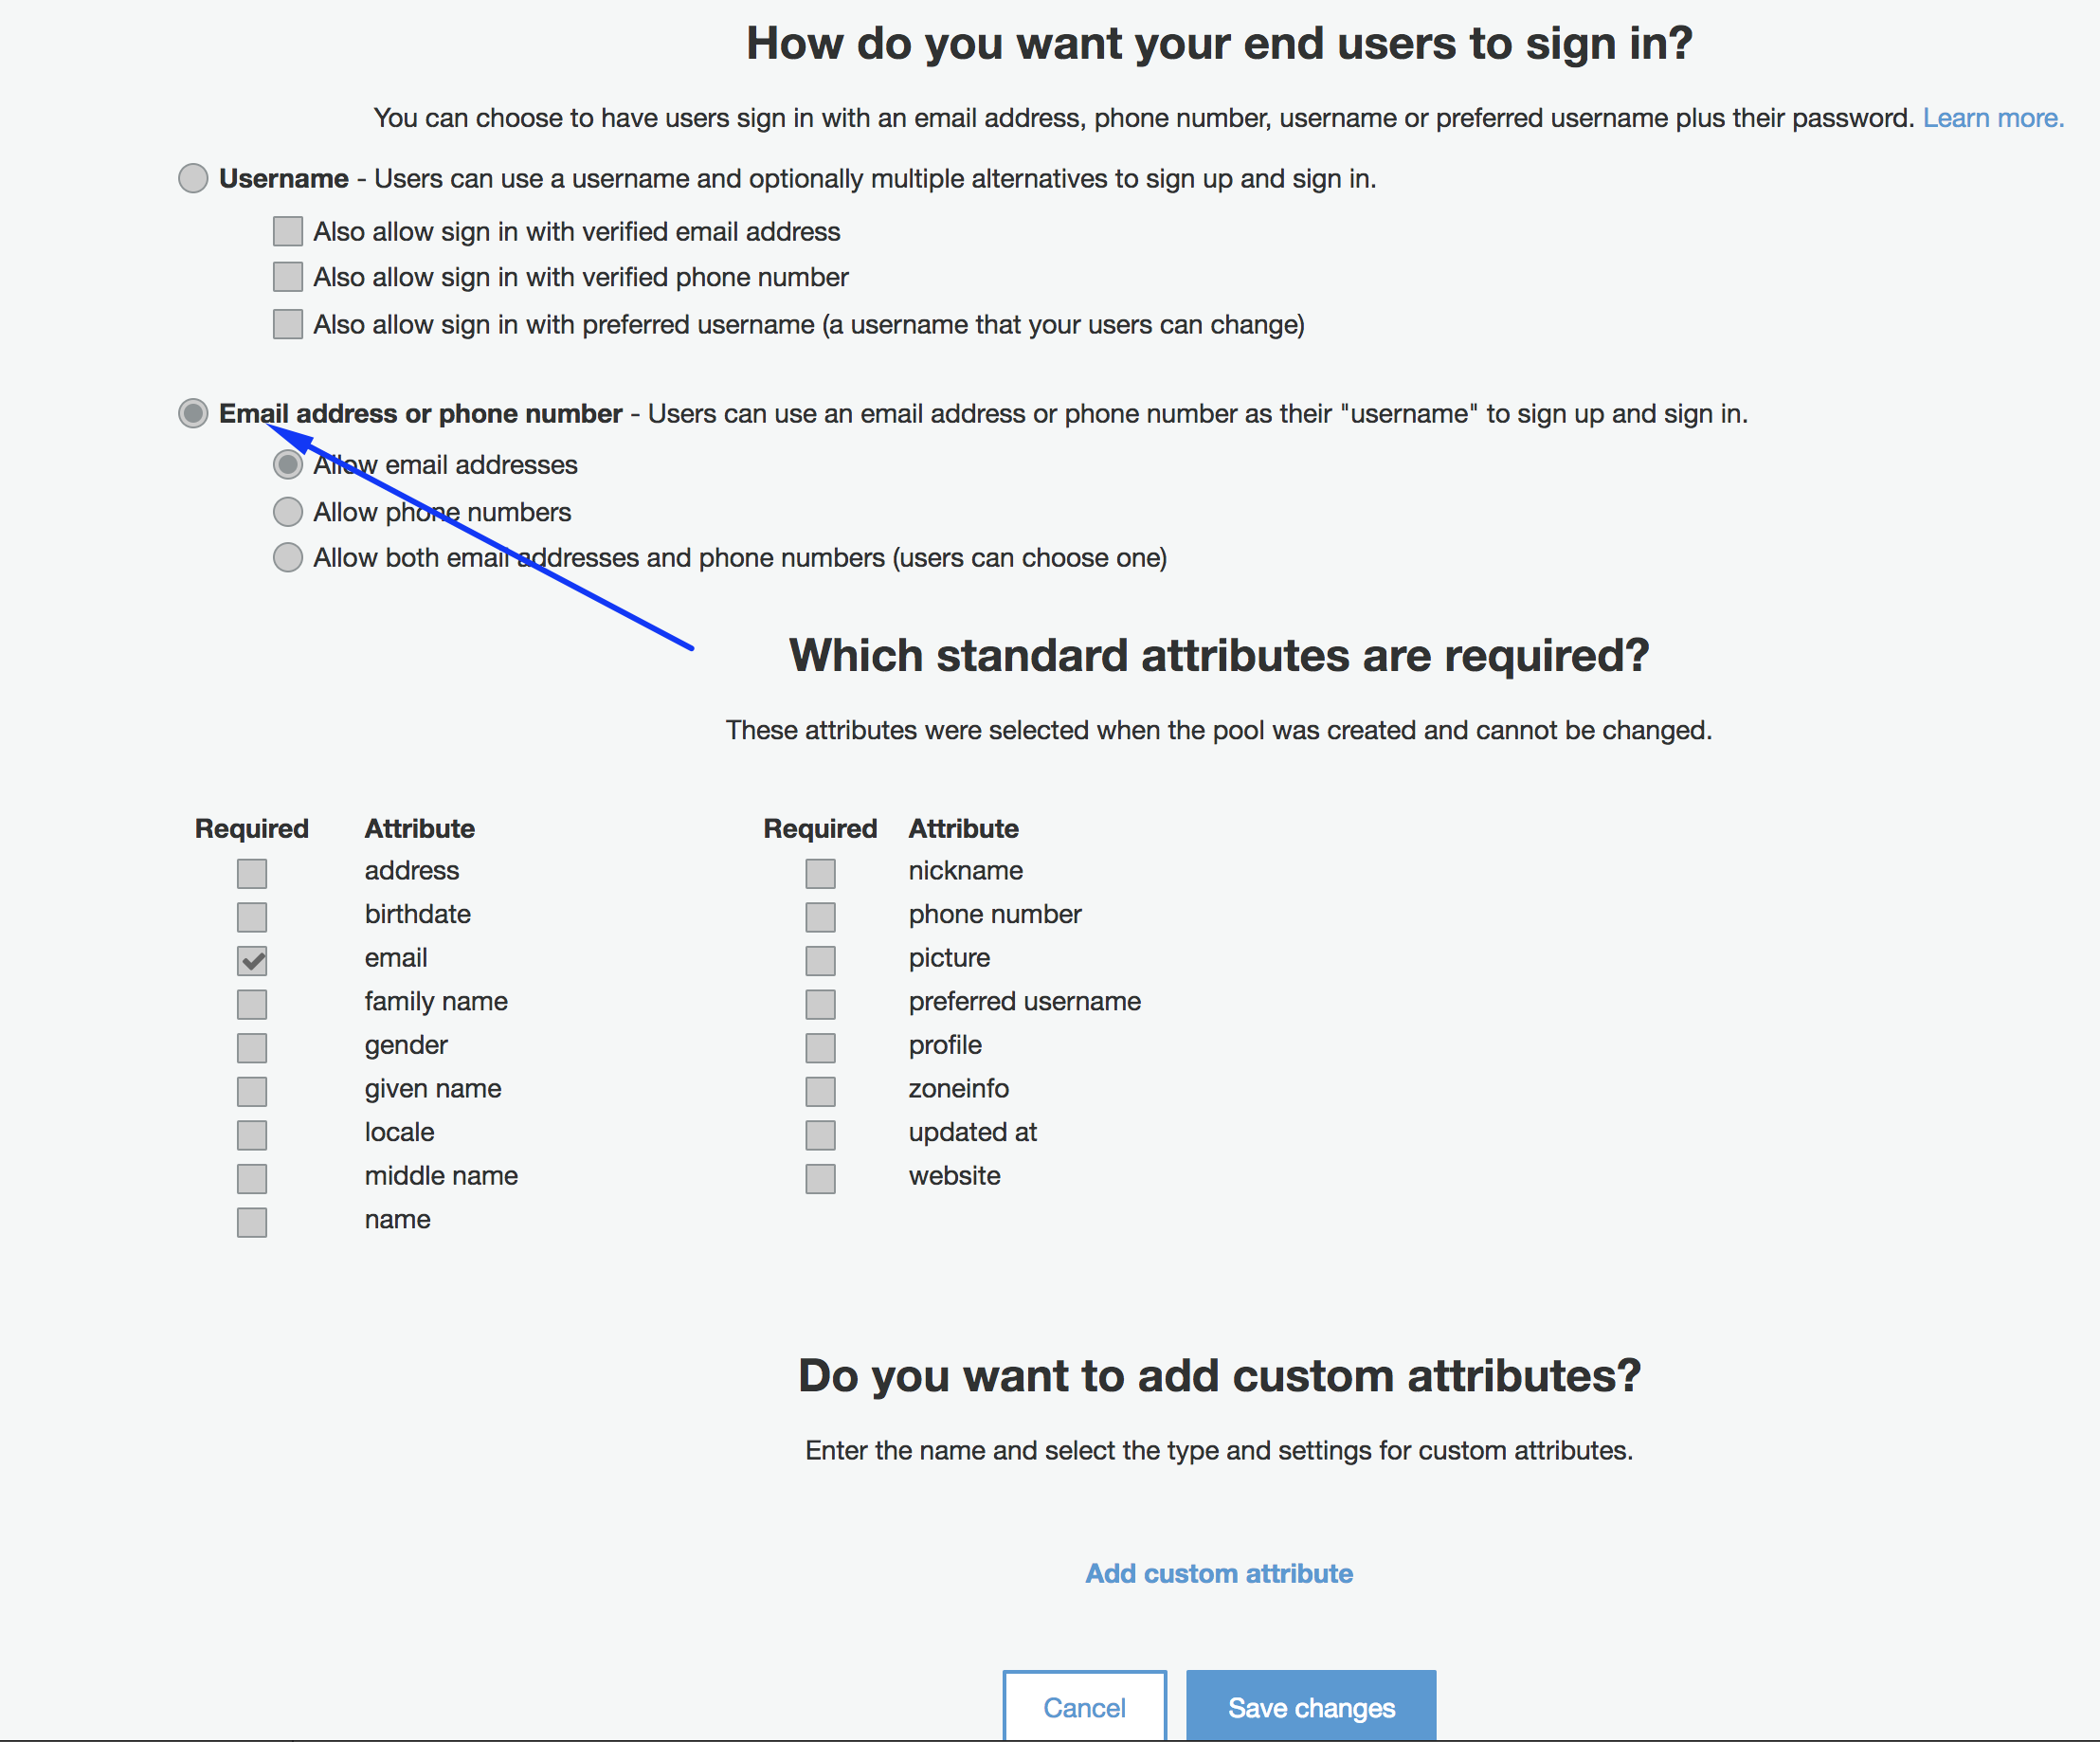 How do you want your end users to sign in?
You can choose to have users sign in with an email address, phone number, username or preferred username plus their password. Learn more.
Username - Users can use a username and optionally multiple alternatives to sign up and sign in.
Also allow sign in with verified email address
Also allow sign in with verified phone number
Also allow sign in with preferred username (a username that your users can change)
Email address or phone number - Users can use an email address or phone number as their "username" to sign up and sign in.
Allow email addresses
Allow phone numbers
Allow both email addresses and phone numbers (users can choose one)
Which standard attributes are required?
These attributes were selected when the pool was created and cannot be changed.
Required Attribute Required Attribute
address nickname
birthdate phone number
email picture
family name preferred username
gender profile
given name zoneinfo
locale updated at
middle name website
name
Do you want to add custom attributes?
Enter the name and select the type and settings for custom attributes.
Add custom attribute
Cancel Save changes